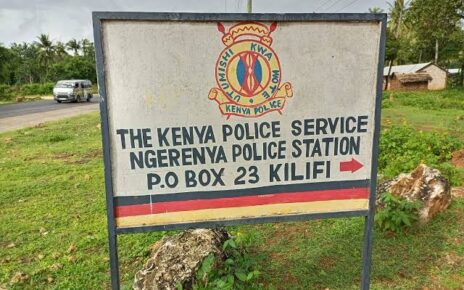 UTUMISHI KWA WOTE
KENYA POLICE
THE KENYA POLICE SERVICE
NGERENYA POLICE STATION
P.O BOX 23 KILIFI